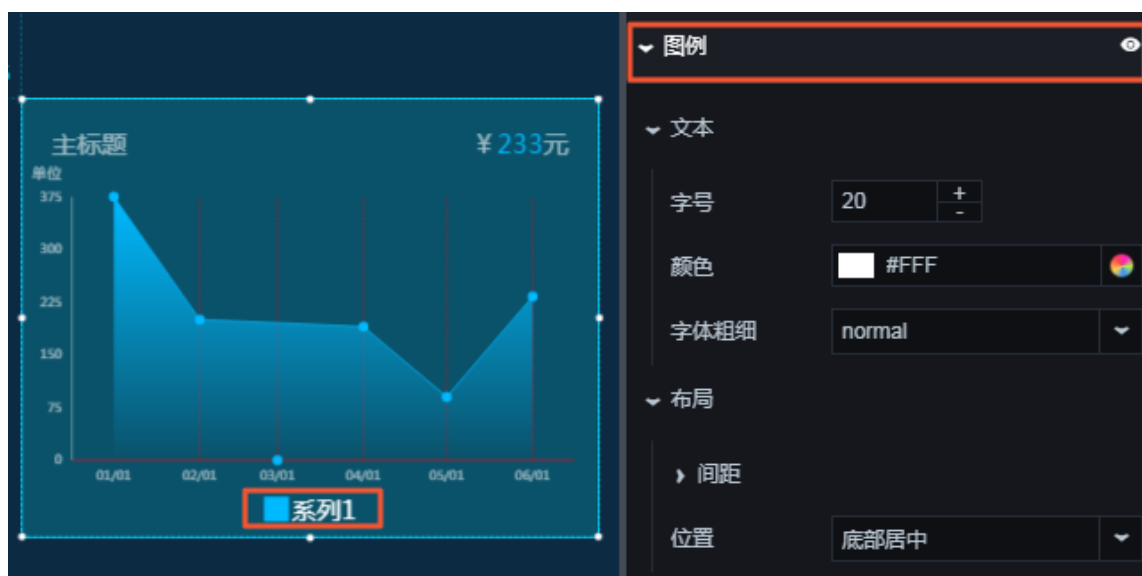 主标题
¥ 233元
单位
375
300
225
150
75
0
01/01 02/01 03/01 04/01 05/01 06/01
系列1
图例
文本
字号 20 + -
颜色 #FFF
字体粗细 normal
布局
间距
位置 底部居中